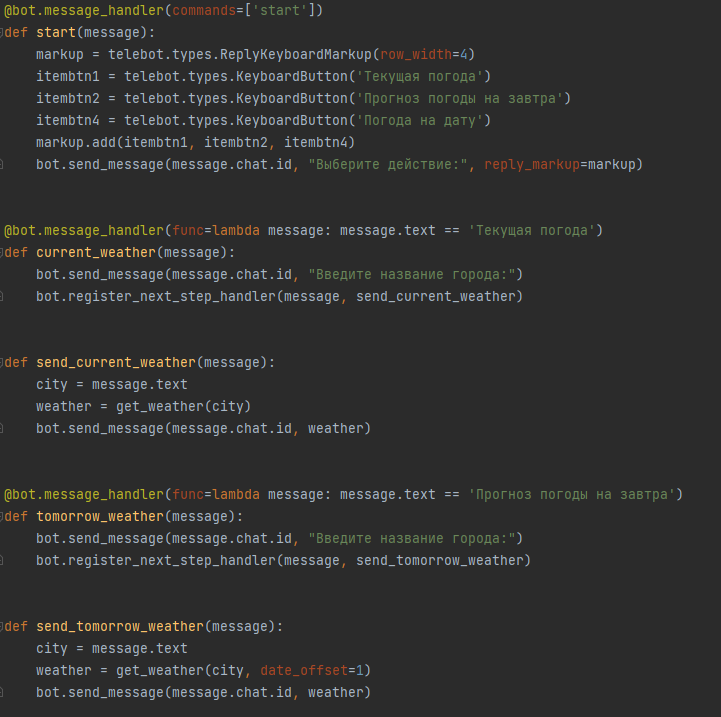 @bot.message_handler(commands=['start'])
def start(message):
    markup = telebot.types.ReplyKeyboardMarkup(row_width=4)
    itembtn1 = telebot.types.KeyboardButton('Текущая погода')
    itembtn2 = telebot.types.KeyboardButton('Прогноз погоды на завтра')
    itembtn4 = telebot.types.KeyboardButton('Погода на дату')
    markup.add(itembtn1, itembtn2, itembtn4)
    bot.send_message(message.chat.id, "Выберите действие:", reply_markup=markup)
@bot.message_handler(func=lambda message: message.text == 'Текущая погода')
def current_weather(message):
    bot.send_message(message.chat.id, "Введите название города:")
    bot.register_next_step_handler(message, send_current_weather)
def send_current_weather(message):
    city = message.text
    weather = get_weather(city)
    bot.send_message(message.chat.id, weather)
@bot.message_handler(func=lambda message: message.text == 'Прогноз погоды на завтра')
def tomorrow_weather(message):
    bot.send_message(message.chat.id, "Введите название города:")
    bot.register_next_step_handler(message, send_tomorrow_weather)
def send_tomorrow_weather(message):
    city = message.text
    weather = get_weather(city, date_offset=1)
    bot.send_message(message.chat.id, weather)